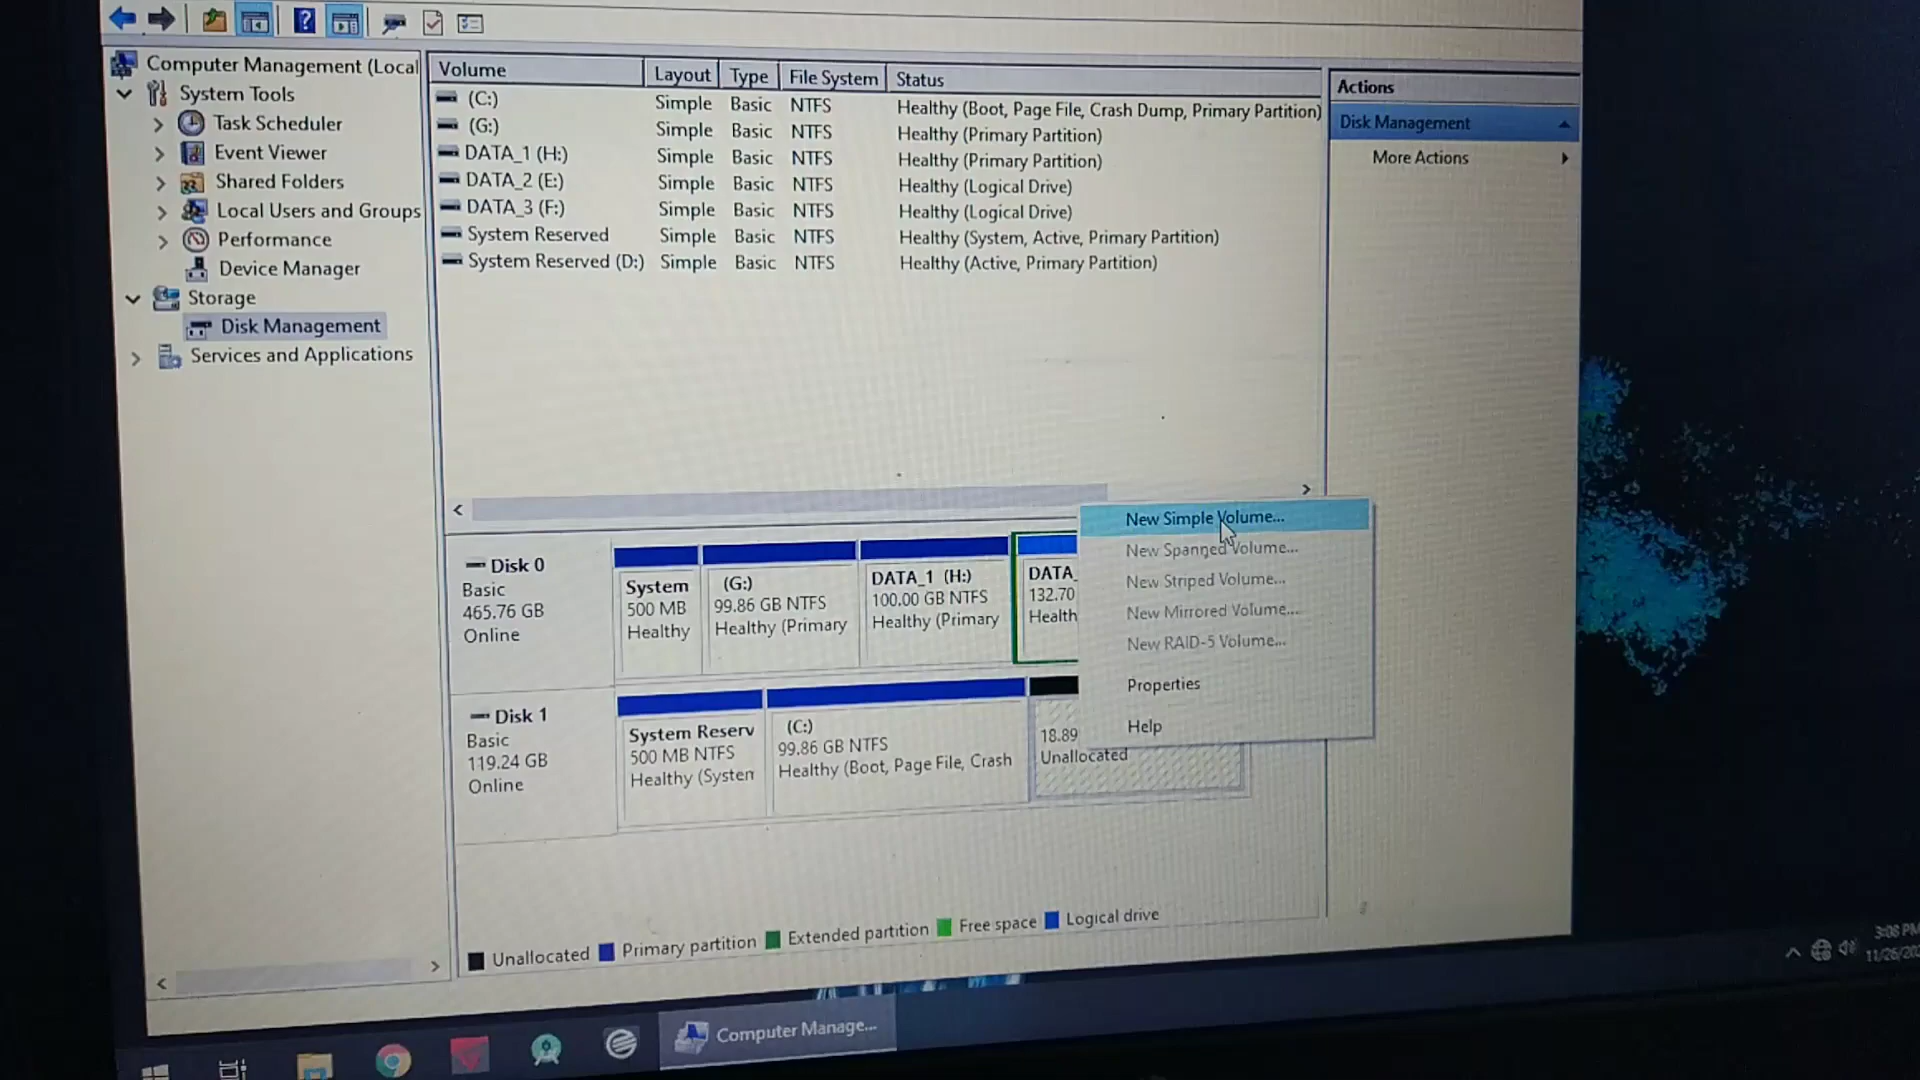 Computer Management (Local
System Tools
Task Scheduler
Event Viewer
Shared Folders
Local Users and Groups
Performance
Device Manager
Storage
Disk Management
Services and Applications
Volume Layout Type File System Status
(C:) Simple Basic NTFS Healthy (Boot, Page File, Crash Dump, Primary Partition)
(G:) Simple Basic NTFS Healthy (Primary Partition)
DATA_1 (H:) Simple Basic NTFS Healthy (Primary Partition)
DATA_2 (E:) Simple Basic NTFS Healthy (Logical Drive)
DATA_3 (F:) Simple Basic NTFS Healthy (Logical Drive)
System Reserved Simple Basic NTFS Healthy (System, Active, Primary Partition)
System Reserved (D:) Simple Basic NTFS Healthy (Active, Primary Partition)
Actions
Disk Management
More Actions
Disk 0
Basic
465.76 GB
Online
System
500 MB
Healthy
(G:)
99.86 GB NTFS
Healthy (Primary
DATA_1 (H:)
100.00 GB NTFS
Healthy (Primary
DATA_
132.70
Health
New Simple Volume...
New Spanned Volume...
New Striped Volume...
New Mirrored Volume...
New RAID-5 Volume...
Properties
Help
Disk 1
Basic
119.24 GB
Online
System Reserv
500 MB NTFS
Healthy (System
(C:)
99.86 GB NTFS
Healthy (Boot, Page File, Crash
18.89
Unallocated
Unallocated Primary partition Extended partition Free space Logical drive
Computer Manage...
3:08 PM
11/26/202